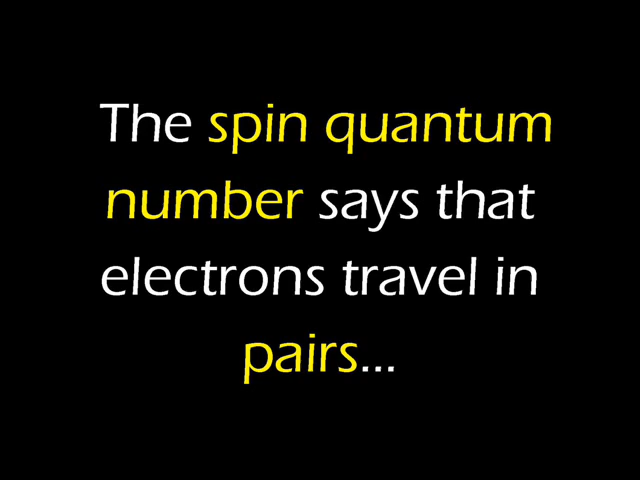 The spin quantum
number says that
electrons travel in
pairs...